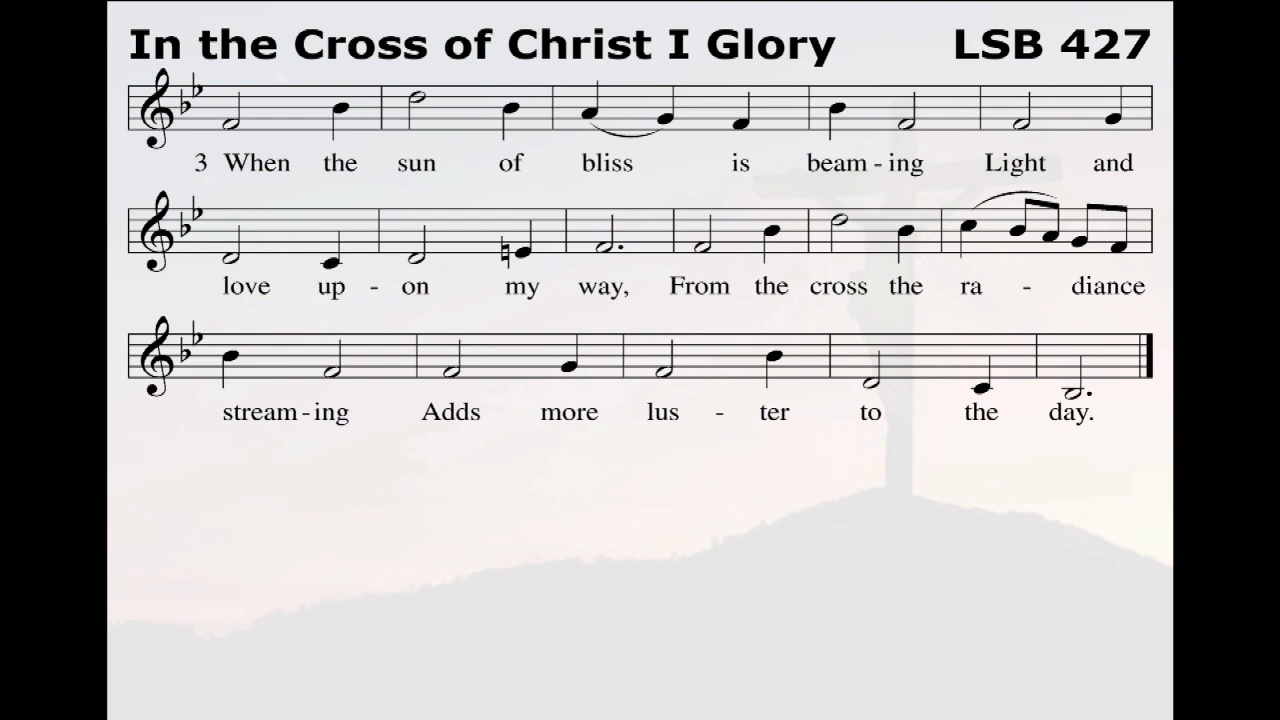 In the Cross of Christ I Glory LSB 427
3 When the sun of bliss is beam - ing Light and
love up - on my way, From the cross the ra - diance
stream - ing Adds more lus - ter to the day.